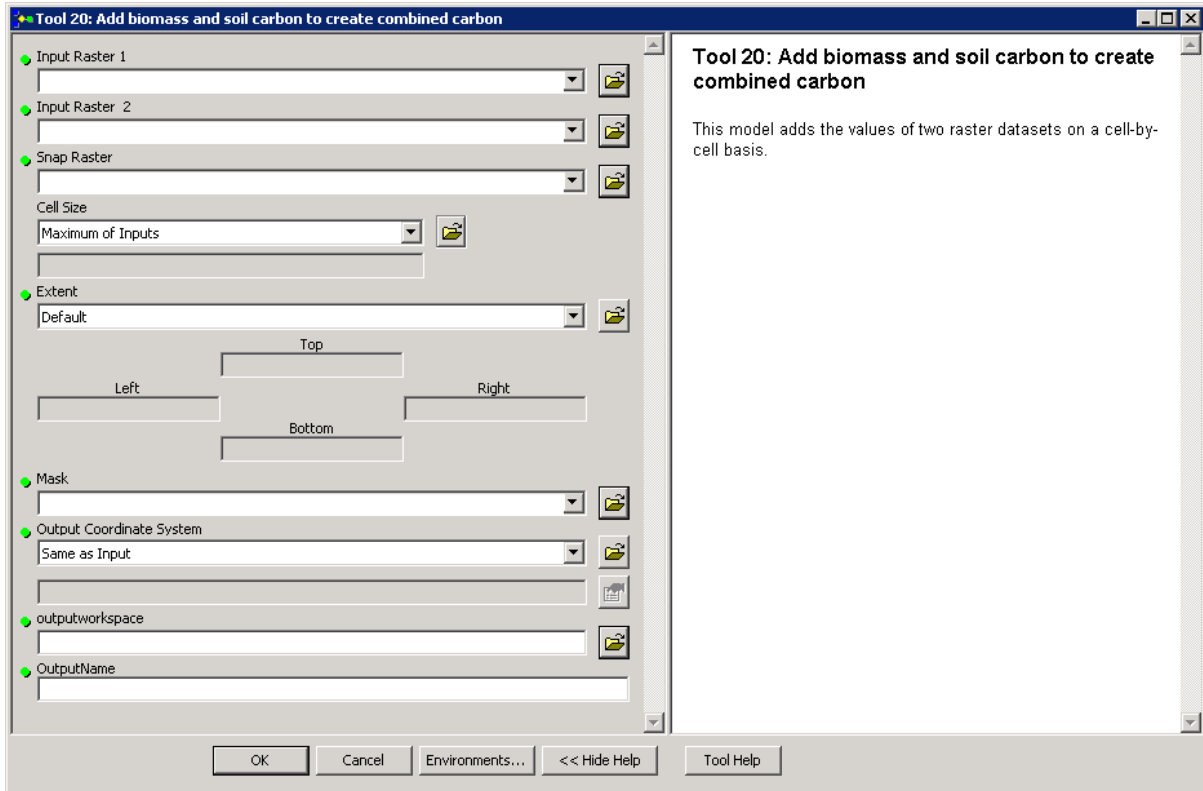 Tool 20: Add biomass and soil carbon to create combined carbon
Input Raster 1
Input Raster 2
Snap Raster
Cell Size
Maximum of Inputs
Extent
Default
Top
Left
Right
Bottom
Mask
Output Coordinate System
Same as Input
outputworkspace
OutputName
Tool 20: Add biomass and soil carbon to create
combined carbon
This model adds the values of two raster datasets on a cell-by-
cell basis.
OK
Cancel
Environments...
<< Hide Help
Tool Help